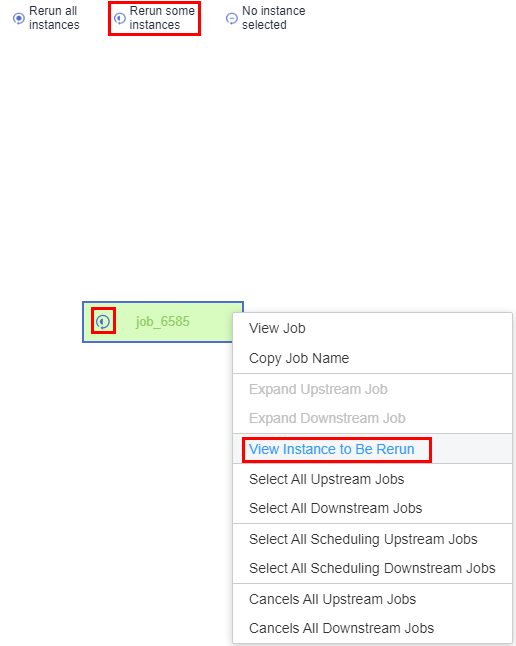 Rerun all instances
Rerun some instances
No instance selected
job_6585
View Job
Copy Job Name
Expand Upstream Job
Expand Downstream Job
View Instance to Be Rerun
Select All Upstream Jobs
Select All Downstream Jobs
Select All Scheduling Upstream Jobs
Select All Scheduling Downstream Jobs
Cancels All Upstream Jobs
Cancels All Downstream Jobs